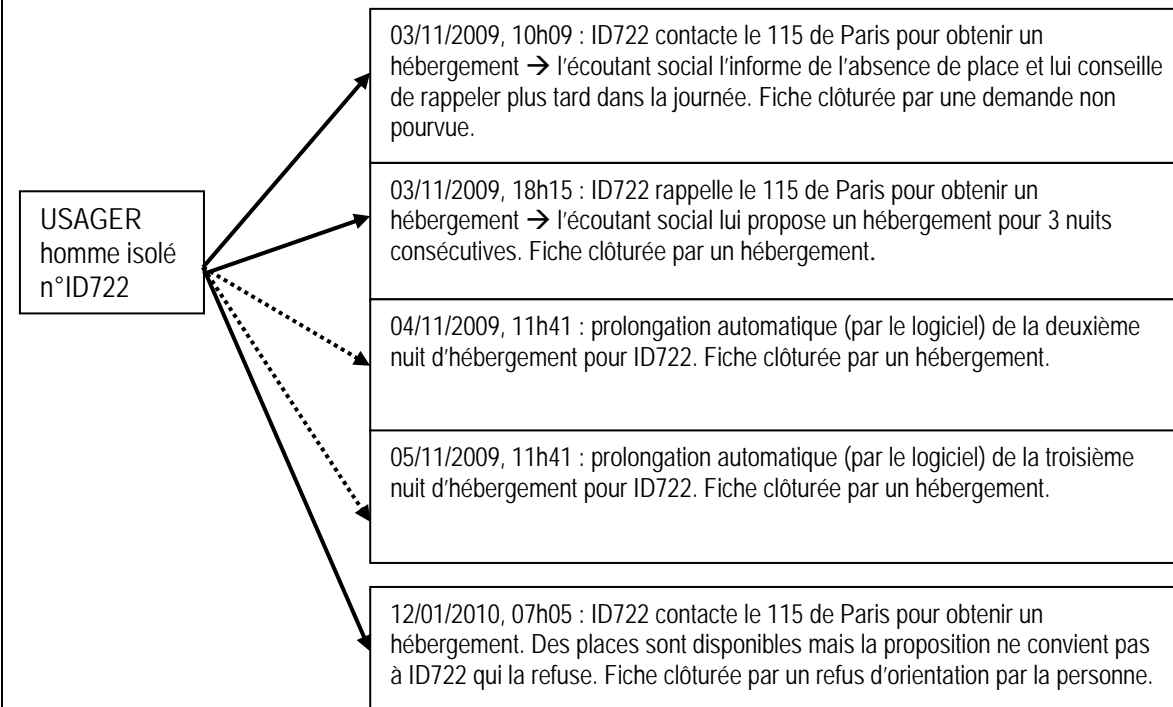 03/11/2009, 10h09 : ID722 contacte le 115 de Paris pour obtenir un
hébergement → l'écoutant social l'informe de l'absence de place et lui conseille
de rappeler plus tard dans la journée. Fiche clôturée par une demande non
pourvue.
USAGER
homme isolé
n°ID722
03/11/2009, 18h15 : ID722 rappelle le 115 de Paris pour obtenir un
hébergement → l'écoutant social lui propose un hébergement pour 3 nuits
consécutives. Fiche clôturée par un hébergement.
04/11/2009, 11h41 : prolongation automatique (par le logiciel) de la deuxième
nuit d'hébergement pour ID722. Fiche clôturée par un hébergement.
05/11/2009, 11h41 : prolongation automatique (par le logiciel) de la troisième
nuit d'hébergement pour ID722. Fiche clôturée par un hébergement.
12/01/2010, 07h05 : ID722 contacte le 115 de Paris pour obtenir un
hébergement. Des places sont disponibles mais la proposition ne convient pas
à ID722 qui la refuse. Fiche clôturée par un refus d'orientation par la personne.